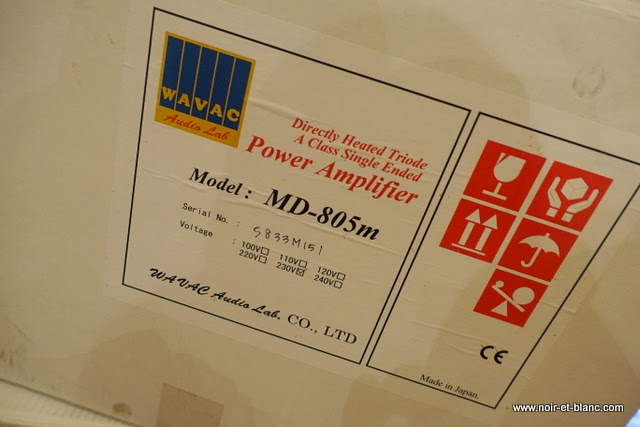 WAVAC
Audio Lab
Directly Heated Triode
A Class Single Ended
Power Amplifier
Model : MD-805m
Serial No. : S833M151
Voltage : 100V□ 110V□ 120V□
220V□ 230V☑ 240V□
WAVAC Audio Lab. CO., LTD
CE
Made in Japan.
www.noir-et-blanc.com